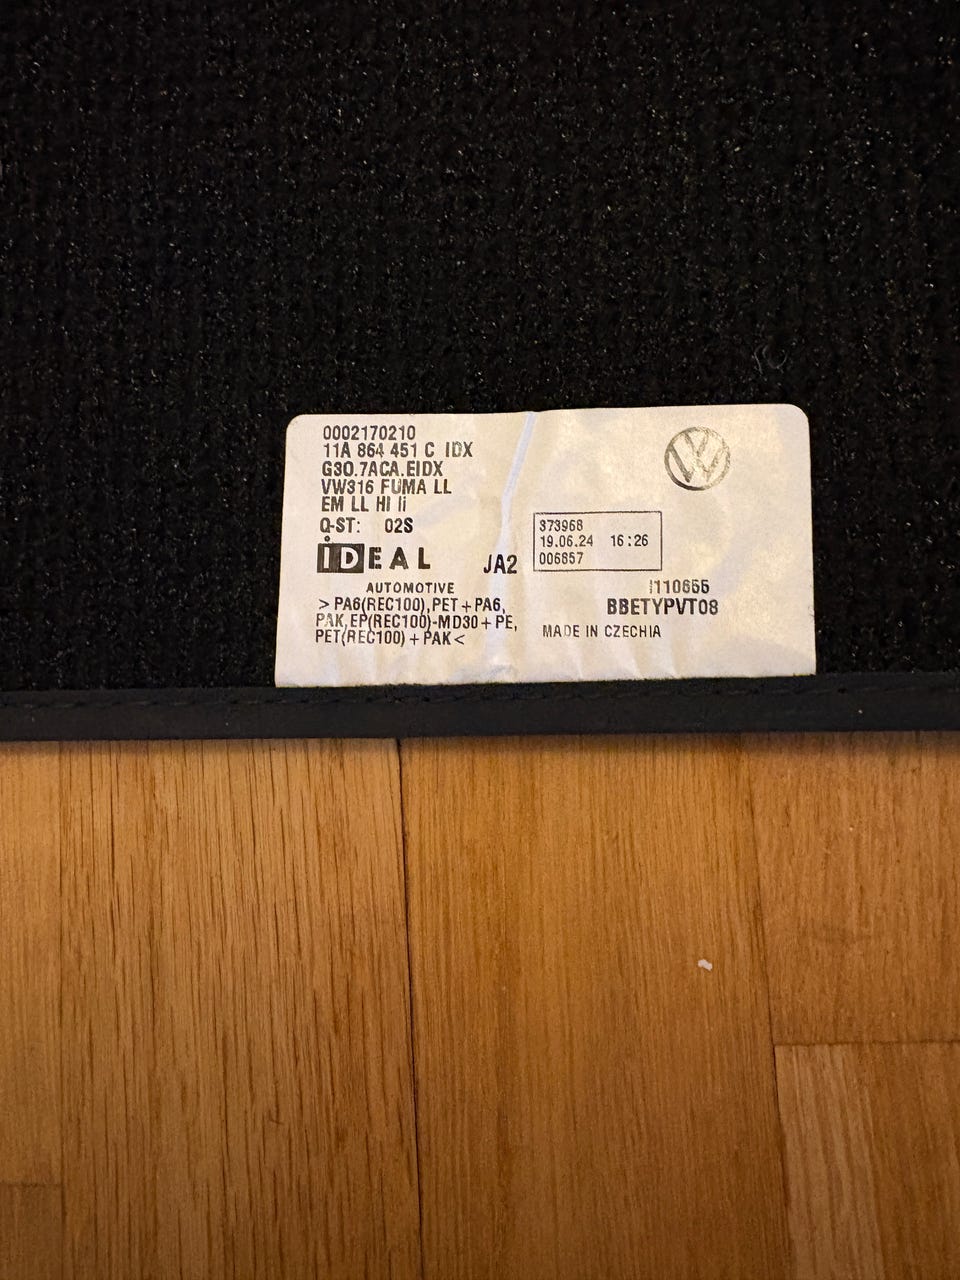 0002170210
11A 864 451 C IDX
G30.7ACA.EIDX
VW316 FUMA LL
EM LL HI li
Q-ST: 02S
IDEAL JA2
AUTOMOTIVE
> PA6(REC100),PET+PA6,
PAK,EP(REC100)-MD30+PE,
PET(REC100)+PAK<
VW
373968
19.06.24 16:26
006857
BBETYPVT08
MADE IN CZECHIA